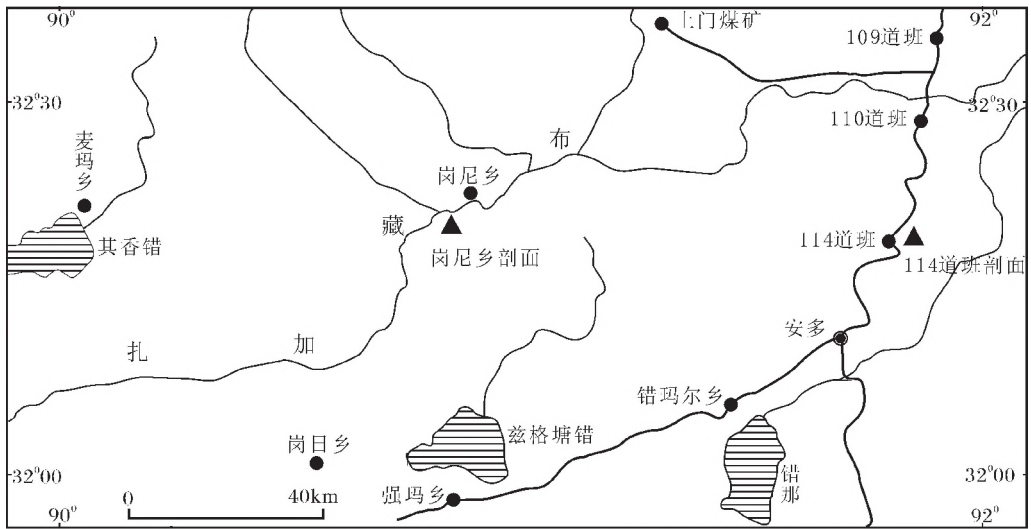 90°
92°
土门煤矿
109道班
32°30
32°30
110道班
麦玛乡
布
岗尼乡
藏
其香错
岗尼乡剖面
114道班
114道班剖面
安多
扎
加
错玛尔乡
兹格塘错
岗日乡
错那
32°00
32°00
0
40km
强玛乡
90°
92°